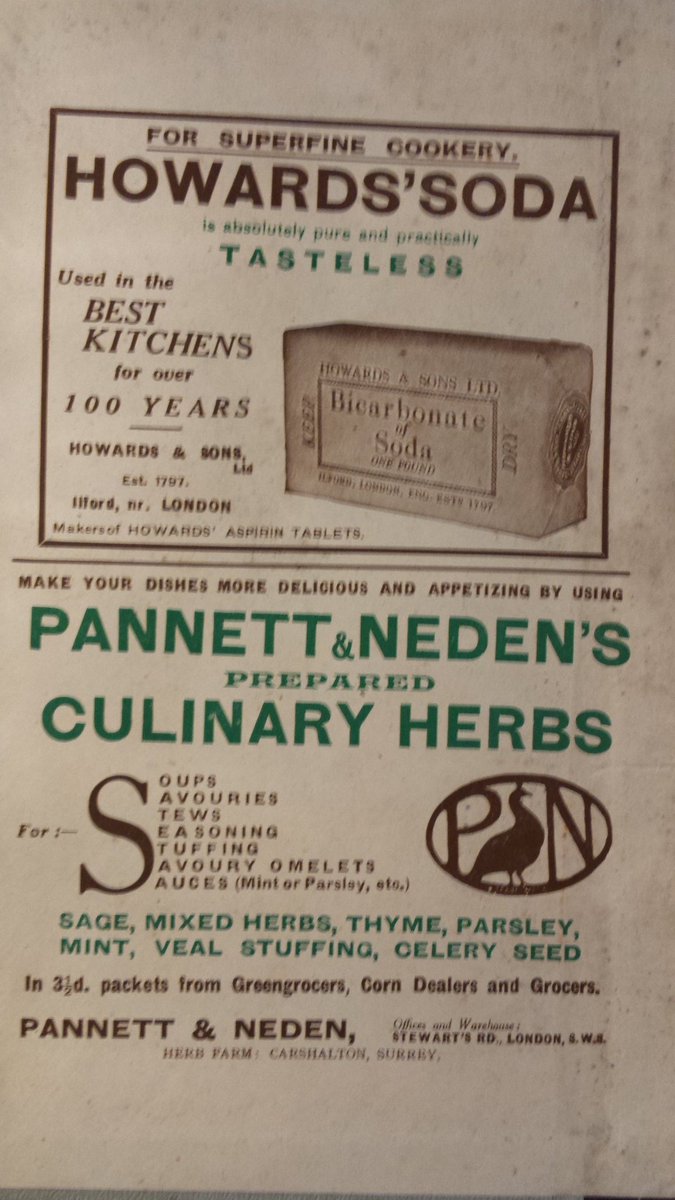 FOR SUPERFINE COOKERY,
HOWARDS' SODA
is absolutely pure and practically
TASTELESS
Used in the
BEST
KITCHENS
for over
100 YEARS
HOWARDS & SONS,
Ltd
Est. 1797.
Ilford, nr. LONDON
Makers of HOWARDS' ASPIRIN TABLETS.
HOWARDS & SONS LTD
KEEP
Bicarbonate
of
Soda
ONE POUND
DRY
ILFORD, LONDON, ENG. ESTD 1797
MAKE YOUR DISHES MORE DELICIOUS AND APPETIZING BY USING
PANNETT & NEDEN'S
PREPARED
CULINARY HERBS
For :—
SOUPS
SAVOURIES
STEWS
SEASONING
STUFFING
SAVOURY OMELETS
SAUCES (Mint or Parsley, etc.)
P N
SAGE, MIXED HERBS, THYME, PARSLEY,
MINT, VEAL STUFFING, CELERY SEED
In 3½d. packets from Greengrocers, Corn Dealers and Grocers.
PANNETT & NEDEN,
Offices and Warehouse:
STEWART'S RD., LONDON, S.W.8.
HERB FARM: CARSHALTON, SURREY.